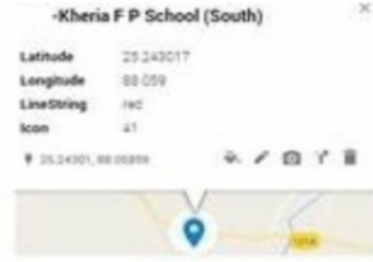 -Kheria F P School (South)
Latitude 25.243017
Longitude 88.059
LineString red
Icon 41
25.24301, 88.05899